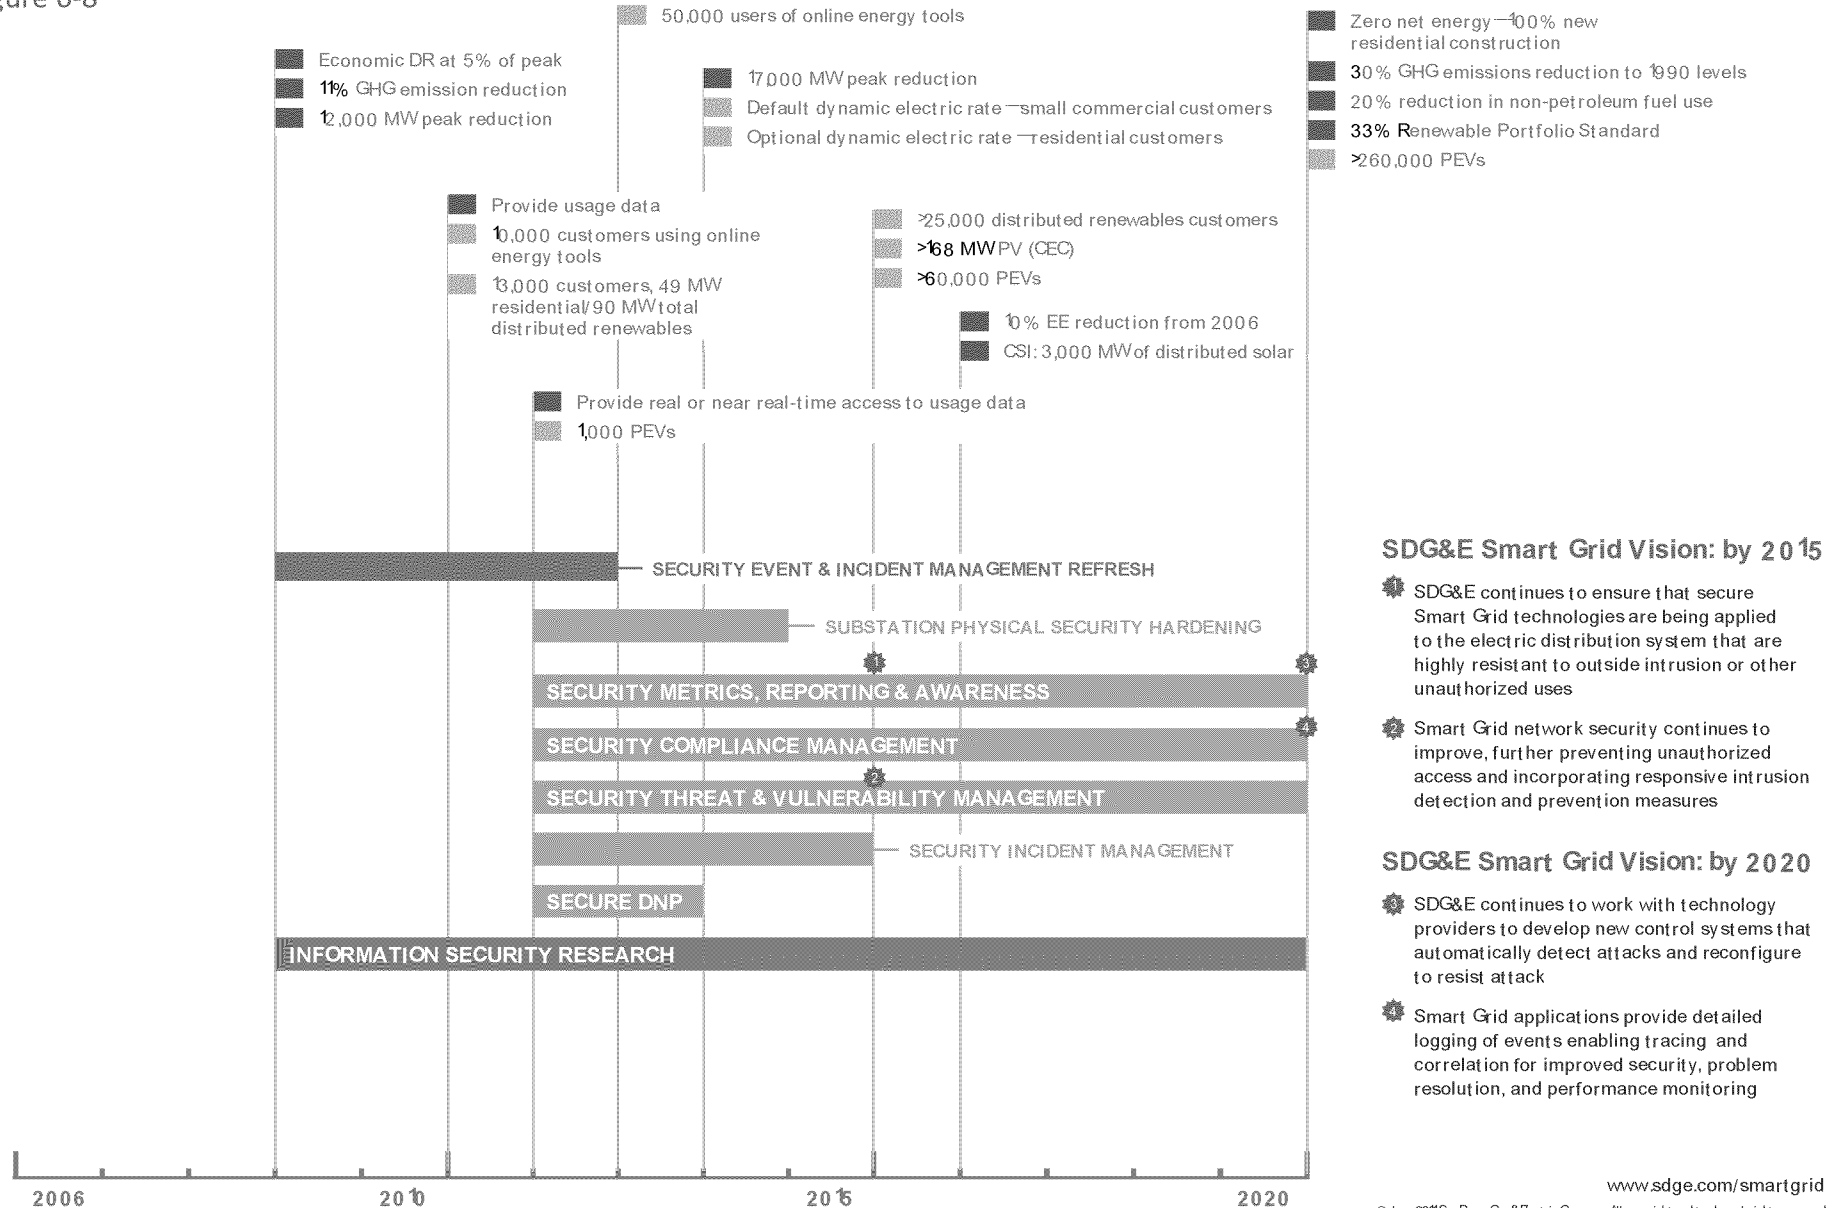 gure 6-8
50,000 users of online energy tools
Economic DR at 5% of peak
11% GHG emission reduction
12,000 MW peak reduction
17,000 MW peak reduction
Default dynamic electric rate—small commercial customers
Optional dynamic electric rate—residential customers
Zero net energy—100% new
residential construction
30% GHG emissions reduction to 1990 levels
20% reduction in non-petroleum fuel use
33% Renewable Portfolio Standard
>260,000 PEVs
Provide usage data
10,000 customers using online
energy tools
13,000 customers, 49 MW
residential/90 MW total
distributed renewables
>25,000 distributed renewables customers
>168 MW PV (CEC)
>60,000 PEVs
10% EE reduction from 2006
CSI: 3,000 MW of distributed solar
Provide real or near real-time access to usage data
1,000 PEVs
SECURITY EVENT & INCIDENT MANAGEMENT REFRESH
SUBSTATION PHYSICAL SECURITY HARDENING
1
3
SECURITY METRICS, REPORTING & AWARENESS
4
SECURITY COMPLIANCE MANAGEMENT
2
SECURITY THREAT & VULNERABILITY MANAGEMENT
SECURITY INCIDENT MANAGEMENT
SECURE DNP
INFORMATION SECURITY RESEARCH
2006
2010
2015
2020
SDG&E Smart Grid Vision: by 2015
1 SDG&E continues to ensure that secure
Smart Grid technologies are being applied
to the electric distribution system that are
highly resistant to outside intrusion or other
unauthorized uses
2 Smart Grid network security continues to
improve, further preventing unauthorized
access and incorporating responsive intrusion
detection and prevention measures
SDG&E Smart Grid Vision: by 2020
3 SDG&E continues to work with technology
providers to develop new control systems that
automatically detect attacks and reconfigure
to resist attack
4 Smart Grid applications provide detailed
logging of events enabling tracing and
correlation for improved security, problem
resolution, and performance monitoring
www.sdge.com/smartgrid